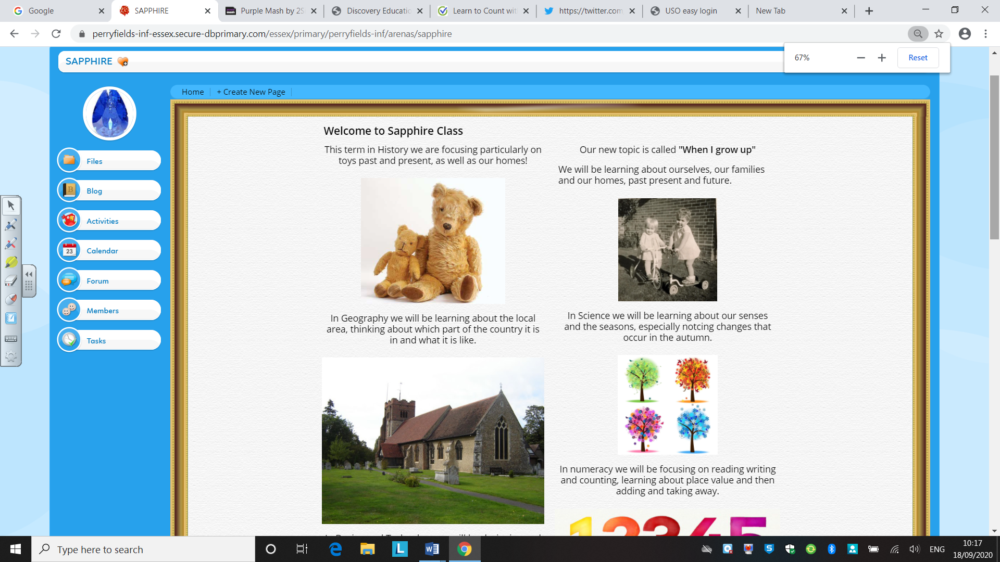 Google
SAPPHIRE
Purple Mash by 2S
Discovery Educatio
Learn to Count wit
https://twitter.com
USO easy login
New Tab
perryfields-inf-essex.secure-dbprimary.com/essex/primary/perryfields-inf/arenas/sapphire
67%
Reset
SAPPHIRE
Home
+ Create New Page
Files
Blog
Activities
23
Calendar
Forum
Members
Tasks
Welcome to Sapphire Class
This term in History we are focusing particularly on
toys past and present, as well as our homes!
In Geography we will be learning about the local
area, thinking about which part of the country it is
in and what it is like.
Our new topic is called "When I grow up"
We will be learning about ourselves, our families
and our homes, past present and future.
In Science we will be learning about our senses
and the seasons, especially notcing changes that
occur in the autumn.
In numeracy we will be focusing on reading writing
and counting, learning about place value and then
adding and taking away.
12345
Type here to search
ENG
10:17
18/09/2020